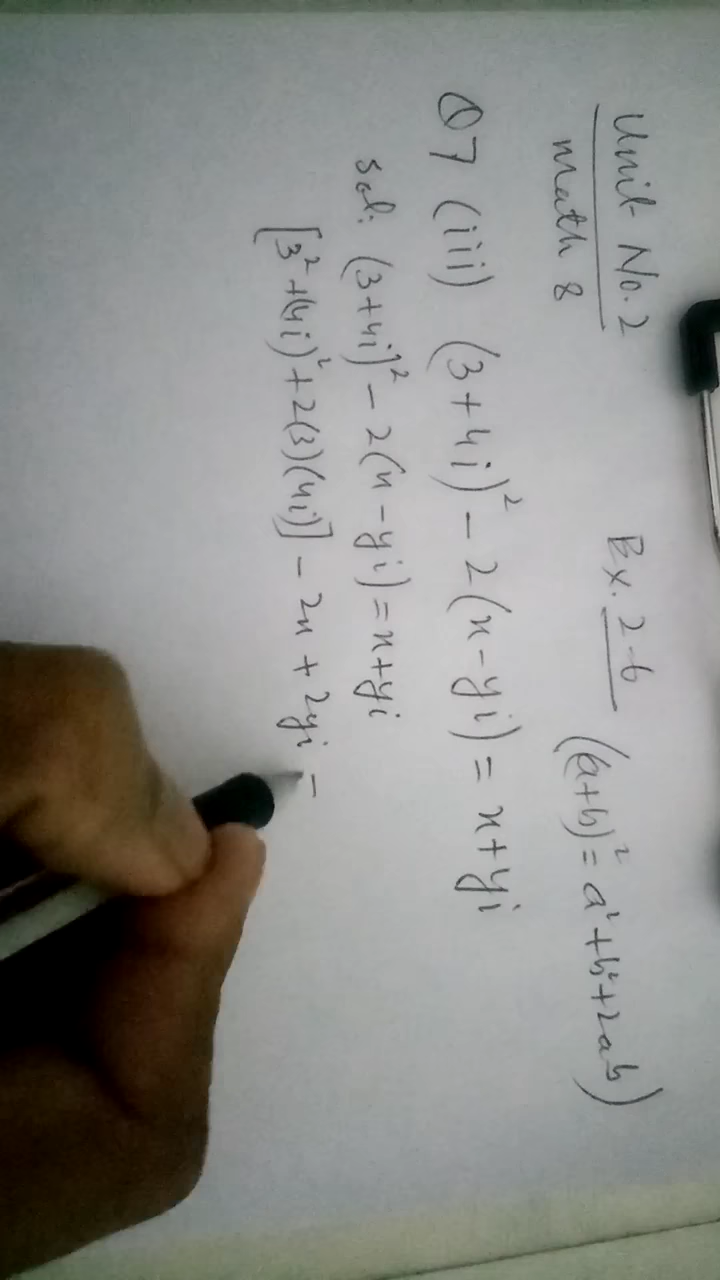 Unit No. 2 Ex. 2.6
Math 8 ((a+b)² = a²+b²+2ab)
Q7 (iii) (3+4i)² - 2(x-yi) = x+yi
Sol: (3+4i)² - 2(x-yi) = x+yi
[3²+(4i)²+2(3)(4i)] - 2x + 2yi =